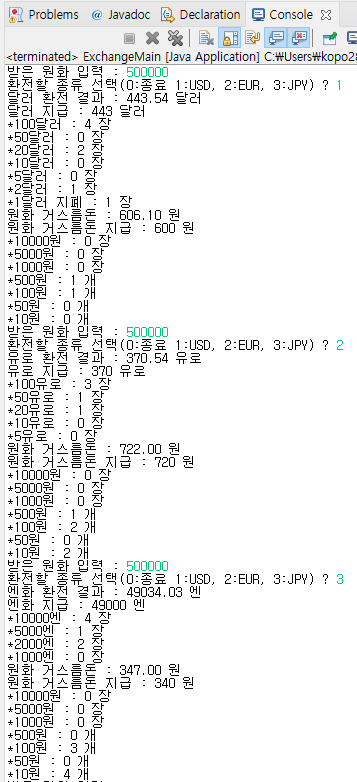 Problems @ Javadoc Declaration Console
<terminated> ExchangeMain [Java Application] C:₩Users₩kopo28
받은 원화 입력 : 500000
환전할 종류 선택(0:종료 1:USD, 2:EUR, 3:JPY) ? 1
달러 환전 결과 : 443.54 달러
달러 지급 : 443 달러
*100달러 : 4 장
*50달러 : 0 장
*20달러 : 2 장
*10달러 : 0 장
*5달러 : 0 장
*2달러 : 1 장
*1달러 지폐 : 1 장
원화 거스름돈 : 606.10 원
원화 거스름돈 지급 : 600 원
*10000원 : 0 장
*5000원 : 0 장
*1000원 : 0 장
*500원 : 1 개
*100원 : 1 개
*50원 : 0 개
*10원 : 0 개
받은 원화 입력 : 500000
환전할 종류 선택(0:종료 1:USD, 2:EUR, 3:JPY) ? 2
유로 환전 결과 : 370.54 유로
유로 지급 : 370 유로
*100유로 : 3 장
*50유로 : 1 장
*20유로 : 1 장
*10유로 : 0 장
*5유로 : 0 장
원화 거스름돈 : 722.00 원
원화 거스름돈 지급 : 720 원
*10000원 : 0 장
*5000원 : 0 장
*1000원 : 0 장
*500원 : 1 개
*100원 : 2 개
*50원 : 0 개
*10원 : 2 개
받은 원화 입력 : 500000
환전할 종류 선택(0:종료 1:USD, 2:EUR, 3:JPY) ? 3
엔화 환전 결과 : 49034.03 엔
엔화 지급 : 49000 엔
*10000엔 : 4 장
*5000엔 : 1 장
*2000엔 : 2 장
*1000엔 : 0 장
원화 거스름돈 : 347.00 원
원화 거스름돈 지급 : 340 원
*10000원 : 0 장
*5000원 : 0 장
*1000원 : 0 장
*500원 : 0 개
*100원 : 3 개
*50원 : 0 개
*10원 : 4 개